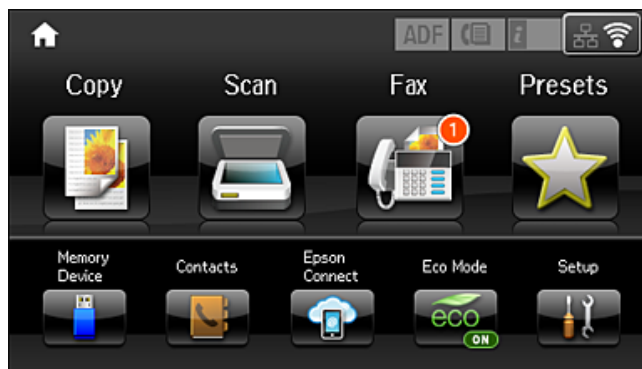 ADF i
Copy Scan Fax Presets
1
Memory Device
Contacts
Epson Connect
Eco Mode
Setup
eco
ON